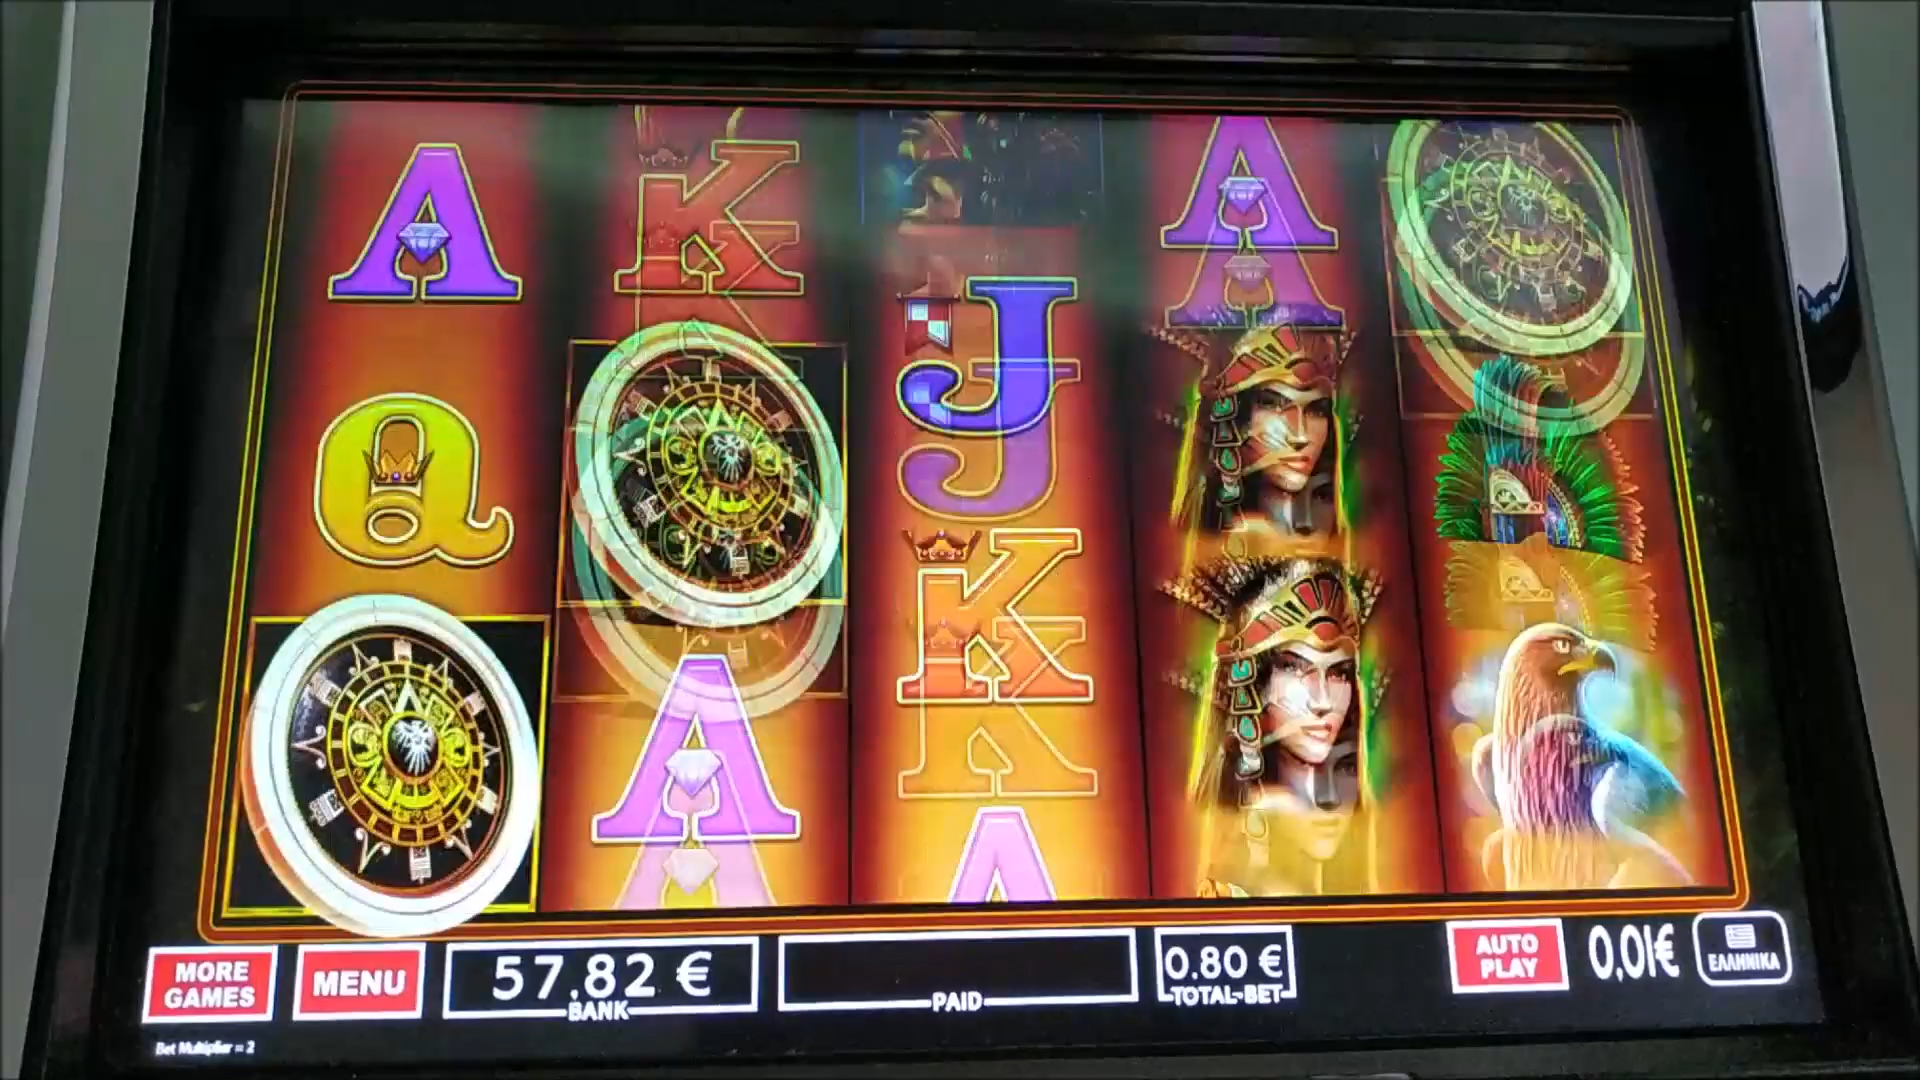 A K A
J
Q
K
A
A
MORE
GAMES
MENU
57.82 €
BANK
PAID
0.80 €
TOTAL-BET
AUTO
PLAY
0,01€
ΕΛΛΗΝΙΚΑ
Bet Multiplier = 2